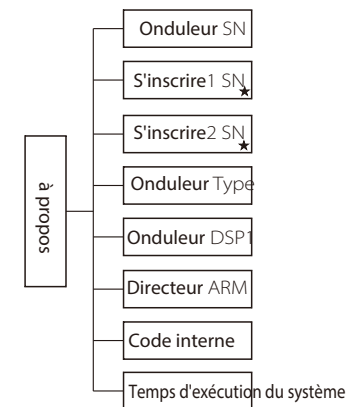 à propos
Onduleur SN
S'inscrire1 SN★
S'inscrire2 SN★
Onduleur Type
Onduleur DSP1
Directeur ARM
Code interne
Temps d'exécution du système